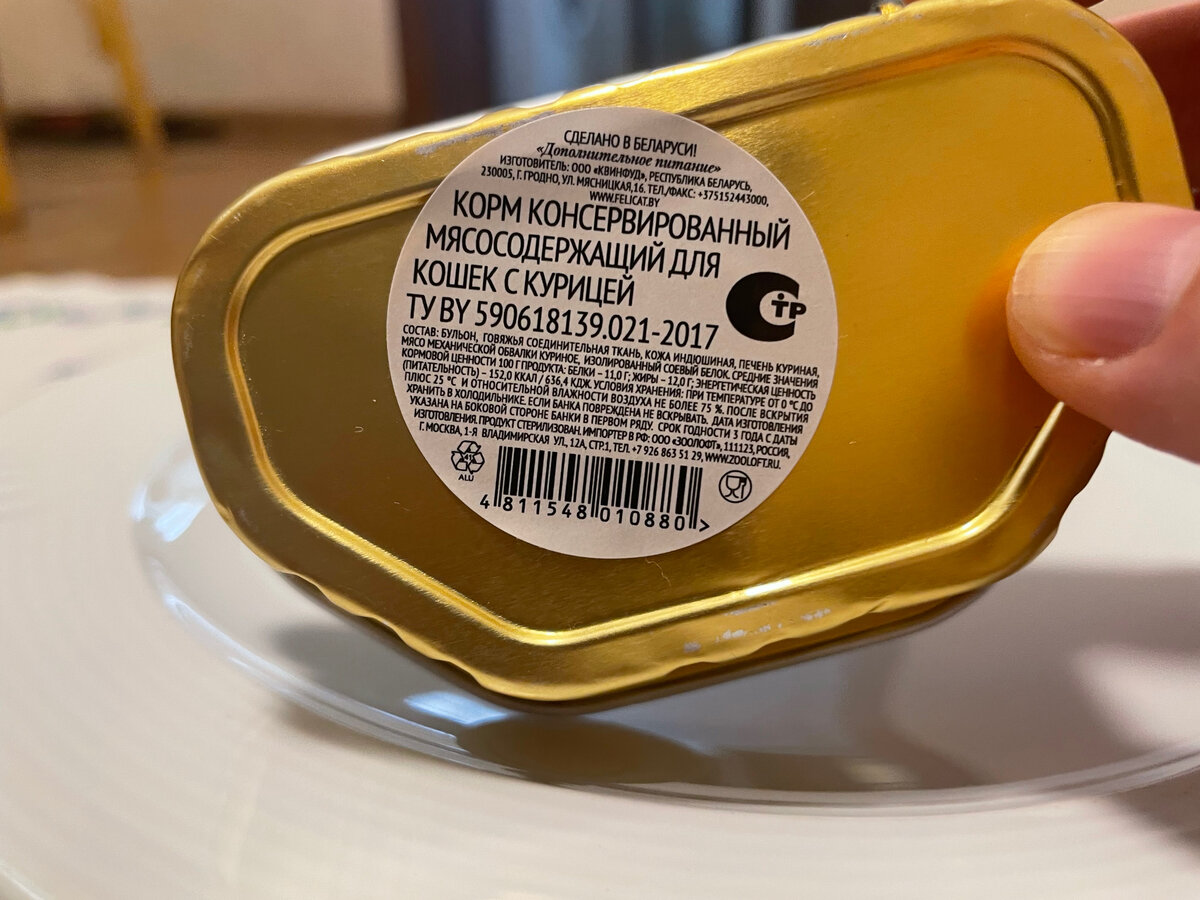 СДЕЛАНО В БЕЛАРУСИ!
«Дополнительное питание»
ИЗГОТОВИТЕЛЬ: ООО «КВИНФУД», РЕСПУБЛИКА БЕЛАРУСЬ,
230005, Г. ГРОДНО, УЛ. МЯСНИЦКАЯ,16. ТЕЛ./ФАКС: +375152443000,
WWW.FELICAT.BY
КОРМ КОНСЕРВИРОВАННЫЙ
МЯСОСОДЕРЖАЩИЙ ДЛЯ
КОШЕК С КУРИЦЕЙ
ТУ BY 590618139.021-2017
СТР
СОСТАВ: БУЛЬОН, ГОВЯЖЬЯ СОЕДИНИТЕЛЬНАЯ ТКАНЬ, КОЖА ИНДЮШИНАЯ, ПЕЧЕНЬ КУРИНАЯ,
МЯСО МЕХАНИЧЕСКОЙ ОБВАЛКИ КУРИНОЕ, ИЗОЛИРОВАННЫЙ СОЕВЫЙ БЕЛОК. СРЕДНИЕ ЗНАЧЕНИЯ
КОРМОВОЙ ЦЕННОСТИ 100 Г ПРОДУКТА: БЕЛКИ – 11,0 Г; ЖИРЫ – 12,0 Г; ЭНЕРГЕТИЧЕСКАЯ ЦЕННОСТЬ
(ПИТАТЕЛЬНОСТЬ) – 152,0 ККАЛ / 636,4 КДЖ. УСЛОВИЯ ХРАНЕНИЯ: ПРИ ТЕМПЕРАТУРЕ ОТ 0 °С ДО
ПЛЮС 25 °С И ОТНОСИТЕЛЬНОЙ ВЛАЖНОСТИ ВОЗДУХА НЕ БОЛЕЕ 75 %. ПОСЛЕ ВСКРЫТИЯ
ХРАНИТЬ В ХОЛОДИЛЬНИКЕ. ЕСЛИ БАНКА ПОВРЕЖДЕНА НЕ ВСКРЫВАТЬ. ДАТА ИЗГОТОВЛЕНИЯ
УКАЗАНА НА БОКОВОЙ СТОРОНЕ БАНКИ В ПЕРВОМ РЯДУ. СРОК ГОДНОСТИ 3 ГОДА С ДАТЫ
ИЗГОТОВЛЕНИЯ. ПРОДУКТ СТЕРИЛИЗОВАН. ИМПОРТЕР В РФ: ООО «ЗООЛОФТ», 111123, РОССИЯ,
Г. МОСКВА, 1-Я ВЛАДИМИРСКАЯ УЛ., 12А, СТР.1, ТЕЛ. +7 926 863 51 29, WWW.ZOOLOFT.RU.
41
ALU
4 811548 010880 >